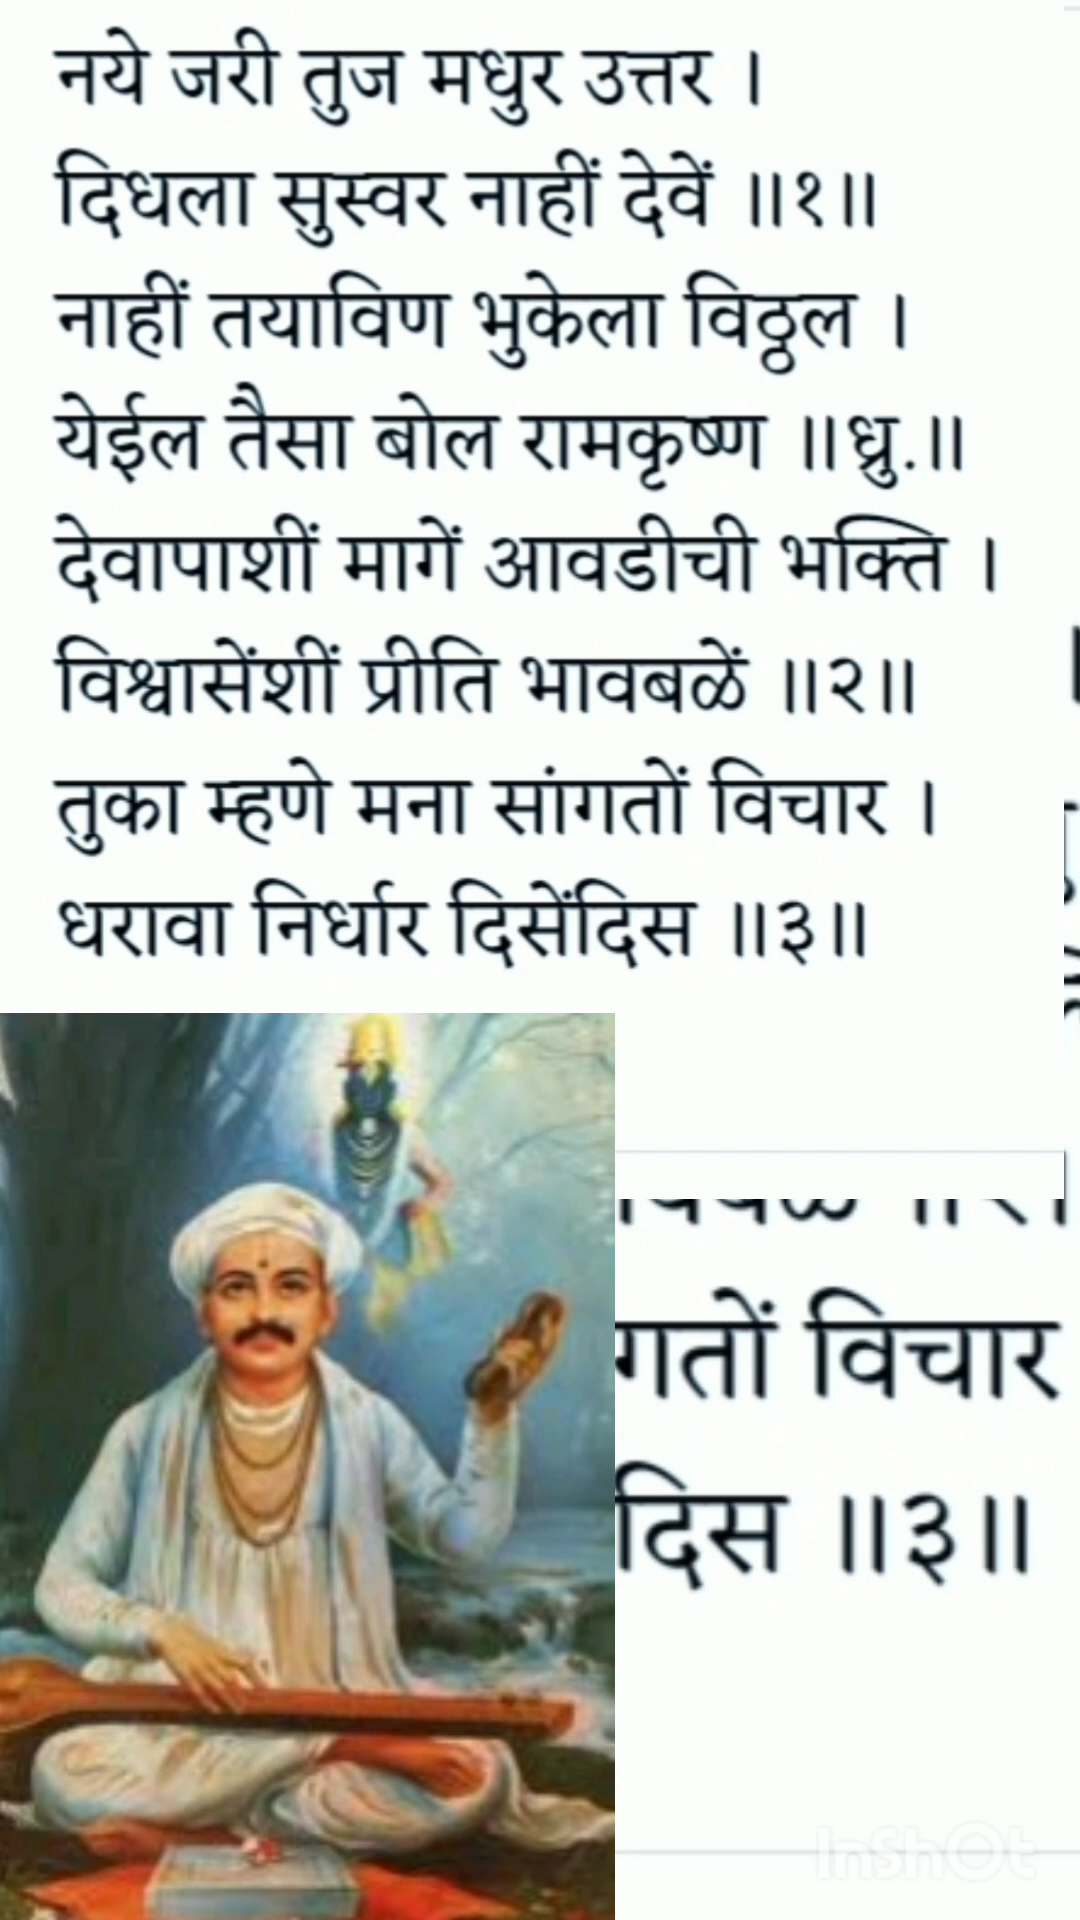 नये जरी तुज मधुर उत्तर ।
दिधला सुस्वर नाहीं देवें ॥१॥
नाहीं तयाविण भुकेला विठ्ठल ।
येईल तैसा बोल रामकृष्ण ॥ध्रु.॥
देवापाशीं मागें आवडीची भक्ति ।
विश्वासेंशीं प्रीति भावबळें ॥२॥
तुका म्हणे मना सांगतों विचार ।
धरावा निर्धार दिसेंदिस ॥३॥
गतों विचार
दिस ॥३॥
InShOt